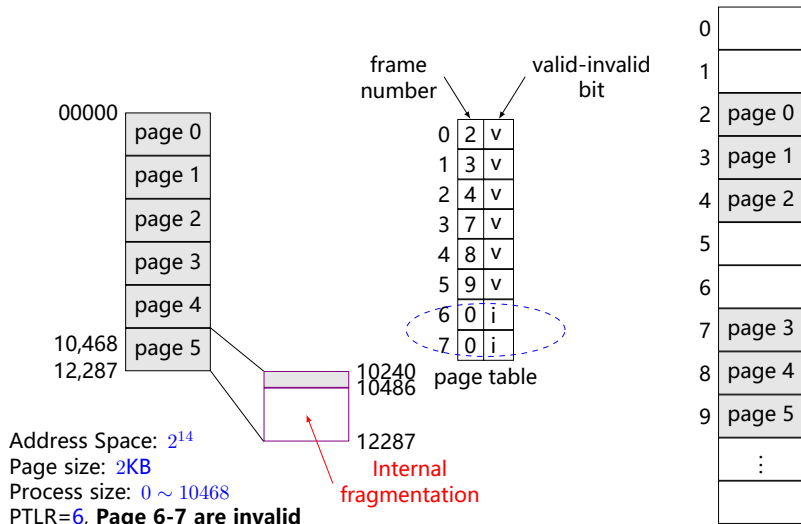 00000
page 0
page 1
page 2
page 3
page 4
page 5
10,468
12,287
10240
10486
12287
Internal
fragmentation
Address Space: 2^14
Page size: 2KB
Process size: 0 ∼ 10468
PTLR=6, Page 6-7 are invalid
frame
number
valid-invalid
bit
0 2 v
1 3 v
2 4 v
3 7 v
4 8 v
5 9 v
6 0 i
7 0 i
page table
0
1
2 page 0
3 page 1
4 page 2
5
6
7 page 3
8 page 4
9 page 5
⋮